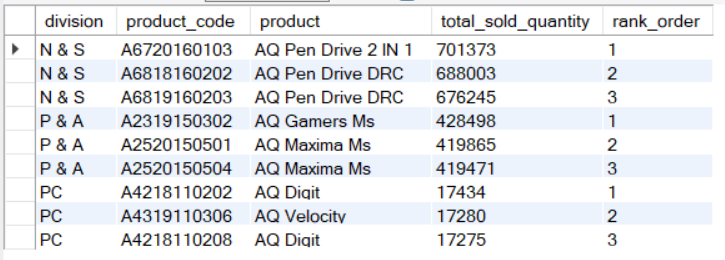 division product_code product total_sold_quantity rank_order
N & S A6720160103 AQ Pen Drive 2 IN 1 701373 1
N & S A6818160202 AQ Pen Drive DRC 688003 2
N & S A6819160203 AQ Pen Drive DRC 676245 3
P & A A2319150302 AQ Gamers Ms 428498 1
P & A A2520150501 AQ Maxima Ms 419865 2
P & A A2520150504 AQ Maxima Ms 419471 3
PC A4218110202 AQ Digit 17434 1
PC A4319110306 AQ Velocity 17280 2
PC A4218110208 AQ Digit 17275 3